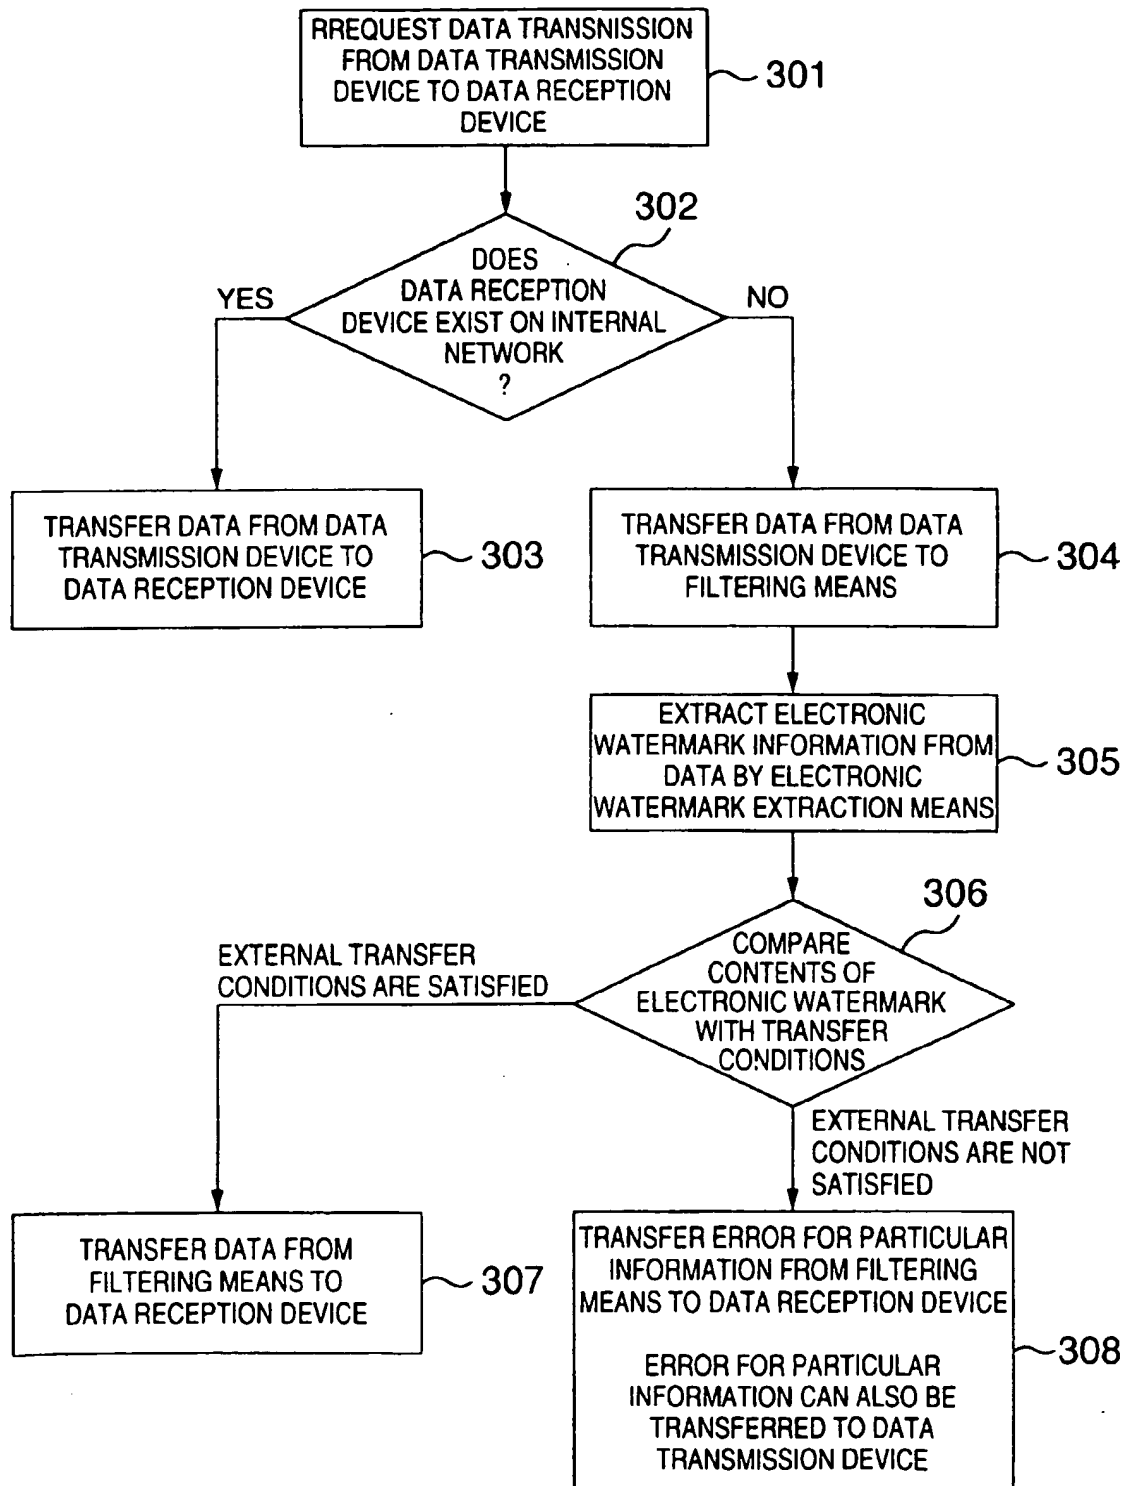 RREQUEST DATA TRANSNISSION
FROM DATA TRANSMISSION
DEVICE TO DATA RECEPTION
DEVICE
301
302
DOES
DATA RECEPTION
DEVICE EXIST ON INTERNAL
NETWORK
?
YES
NO
TRANSFER DATA FROM DATA
TRANSMISSION DEVICE TO
DATA RECEPTION DEVICE
303
TRANSFER DATA FROM DATA
TRANSMISSION DEVICE TO
FILTERING MEANS
304
EXTRACT ELECTRONIC
WATERMARK INFORMATION FROM
DATA BY ELECTRONIC
WATERMARK EXTRACTION MEANS
305
306
COMPARE
CONTENTS OF
ELECTRONIC WATERMARK
WITH TRANSFER
CONDITIONS
EXTERNAL TRANSFER
CONDITIONS ARE SATISFIED
EXTERNAL TRANSFER
CONDITIONS ARE NOT
SATISFIED
TRANSFER DATA FROM
FILTERING MEANS TO
DATA RECEPTION DEVICE
307
TRANSFER ERROR FOR PARTICULAR
INFORMATION FROM FILTERING
MEANS TO DATA RECEPTION DEVICE
ERROR FOR PARTICULAR
INFORMATION CAN ALSO BE
TRANSFERRED TO DATA
TRANSMISSION DEVICE
308